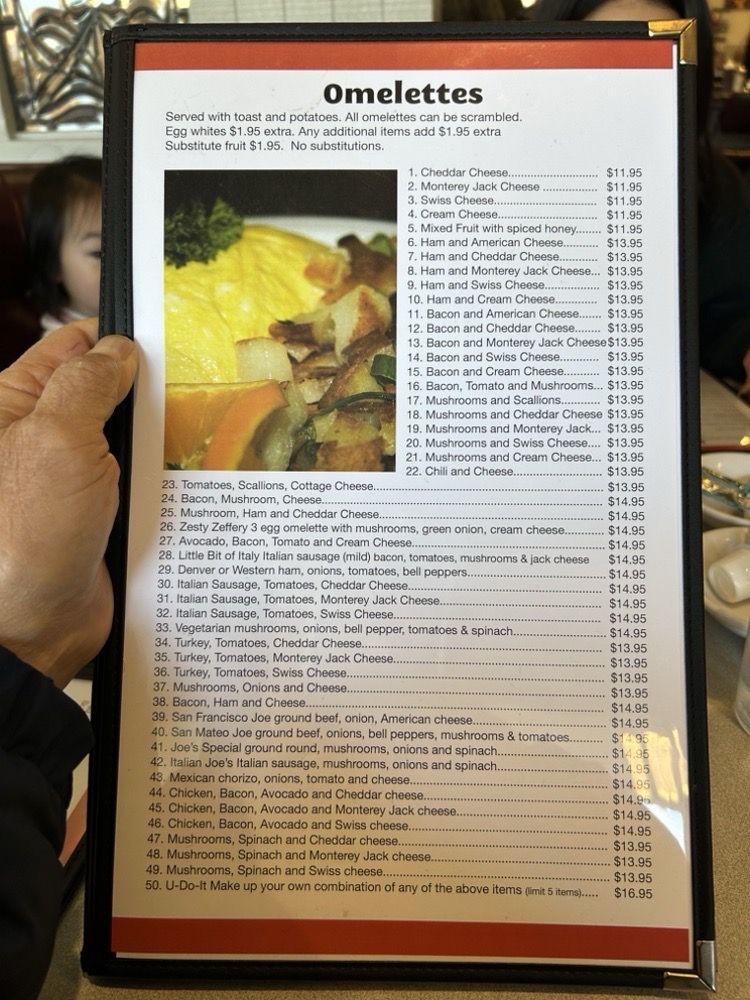 Omelettes
Served with toast and potatoes. All omelettes can be scrambled.
Egg whites $1.95 extra. Any additional items add $1.95 extra
Substitute fruit $1.95. No substitutions.
1. Cheddar Cheese............................ $11.95
2. Monterey Jack Cheese ................. $11.95
3. Swiss Cheese................................. $11.95
4. Cream Cheese............................... $11.95
5. Mixed Fruit with spiced honey....... $11.95
6. Ham and American Cheese........... $13.95
7. Ham and Cheddar Cheese............ $13.95
8. Ham and Monterey Jack Cheese... $13.95
9. Ham and Swiss Cheese................. $13.95
10. Ham and Cream Cheese............. $13.95
11. Bacon and American Cheese....... $13.95
12. Bacon and Cheddar Cheese........ $13.95
13. Bacon and Monterey Jack Cheese $13.95
14. Bacon and Swiss Cheese............. $13.95
15. Bacon and Cream Cheese........... $13.95
16. Bacon, Tomato and Mushrooms... $13.95
17. Mushrooms and Scallions............ $13.95
18. Mushrooms and Cheddar Cheese $13.95
19. Mushrooms and Monterey Jack... $13.95
20. Mushrooms and Swiss Cheese.... $13.95
21. Mushrooms and Cream Cheese... $13.95
22. Chili and Cheese........................... $13.95
23. Tomatoes, Scallions, Cottage Cheese........................................................ $13.95
24. Bacon, Mushroom, Cheese........................................................................ $14.95
25. Mushroom, Ham and Cheddar Cheese...................................................... $14.95
26. Zesty Zeffery 3 egg omelette with mushrooms, green onion, cream cheese............ $14.95
27. Avocado, Bacon, Tomato and Cream Cheese............................................ $14.95
28. Little Bit of Italy Italian sausage (mild) bacon, tomatoes, mushrooms & jack cheese $14.95
29. Denver or Western ham, onions, tomatoes, bell peppers......................................... $14.95
30. Italian Sausage, Tomatoes, Cheddar Cheese............................................ $14.95
31. Italian Sausage, Tomatoes, Monterey Jack Cheese................................... $14.95
32. Italian Sausage, Tomatoes, Swiss Cheese................................................ $14.95
33. Vegetarian mushrooms, onions, bell pepper, tomatoes & spinach........................... $14.95
34. Turkey, Tomatoes, Cheddar Cheese.......................................................... $13.95
35. Turkey, Tomatoes, Monterey Jack Cheese................................................. $13.95
36. Turkey, Tomatoes, Swiss Cheese.............................................................. $13.95
37. Mushrooms, Onions and Cheese.............................................................. $13.95
38. Bacon, Ham and Cheese........................................................................... $14.95
39. San Francisco Joe ground beef, onion, American cheese....................................... $14.95
40. San Mateo Joe ground beef, onions, bell peppers, mushrooms & tomatoes.......... $14.95
41. Joe's Special ground round, mushrooms, onions and spinach................................ $14.95
42. Italian Joe's Italian sausage, mushrooms, onions and spinach................................ $14.95
43. Mexican chorizo, onions, tomato and cheese.......................................................... $14.95
44. Chicken, Bacon, Avocado and Cheddar cheese........................................ $14.95
45. Chicken, Bacon, Avocado and Monterey Jack cheese.............................. $14.95
46. Chicken, Bacon, Avocado and Swiss cheese............................................ $14.95
47. Mushrooms, Spinach and Cheddar cheese.............................................. $13.95
48. Mushrooms, Spinach and Monterey Jack cheese..................................... $13.95
49. Mushrooms, Spinach and Swiss cheese................................................... $13.95
50. U-Do-It Make up your own combination of any of the above items (limit 5 items)..... $16.95